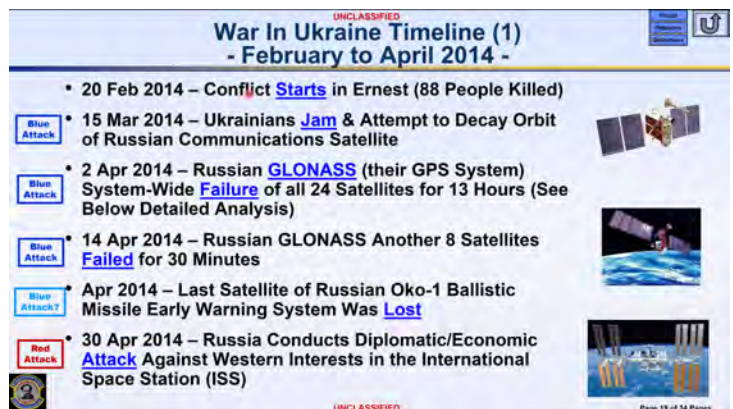 UNCLASSIFIED
War In Ukraine Timeline (1)
- February to April 2014 -
• 20 Feb 2014 – Conflict Starts in Ernest (88 People Killed)
Blue Attack
• 15 Mar 2014 – Ukrainians Jam & Attempt to Decay Orbit
of Russian Communications Satellite
Blue Attack
• 2 Apr 2014 – Russian GLONASS (their GPS System)
System-Wide Failure of all 24 Satellites for 13 Hours (See
Below Detailed Analysis)
Blue Attack
• 14 Apr 2014 – Russian GLONASS Another 8 Satellites
Failed for 30 Minutes
Blue Attack?
• Apr 2014 – Last Satellite of Russian Oko-1 Ballistic
Missile Early Warning System Was Lost
Red Attack
• 30 Apr 2014 – Russia Conducts Diplomatic/Economic
Attack Against Western Interests in the International
Space Station (ISS)
UNCLASSIFIED
Page 19 of 34 Pages